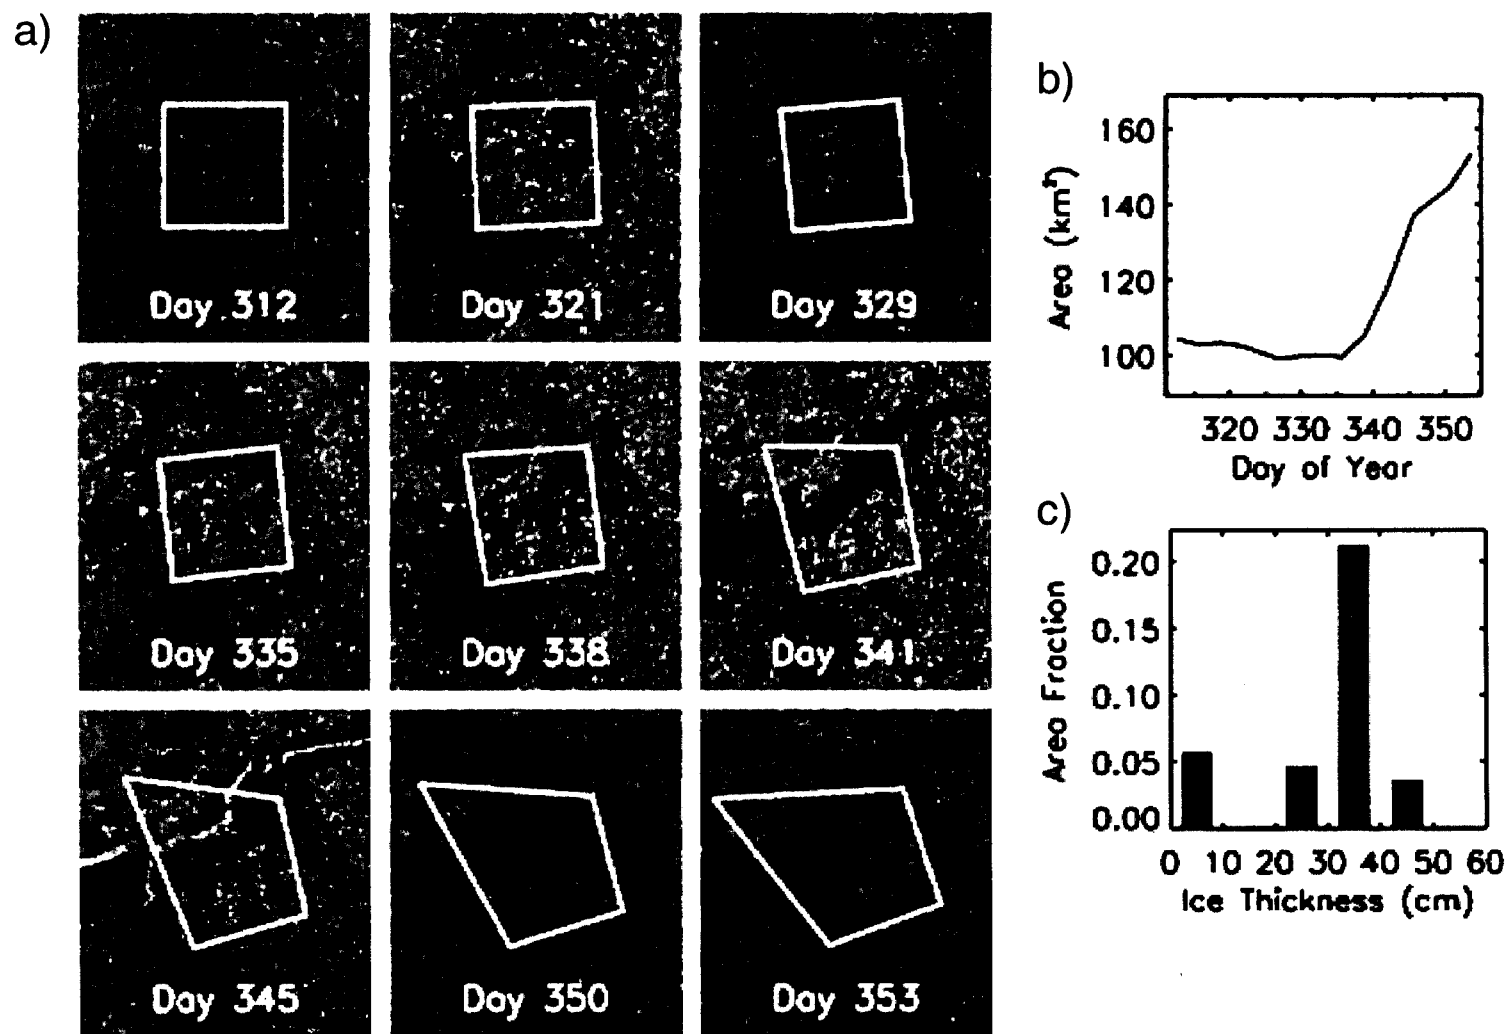 a)
Day 312
Day 321
Day 329
Day 335
Day 338
Day 341
Day 345
Day 350
Day 353
b)
160
140
120
100
Area (km²)
320 330 340 350
Day of Year
c)
0.20
0.15
0.10
0.05
0.00
Area Fraction
0 10 20 30 40 50 60
Ice Thickness (cm)